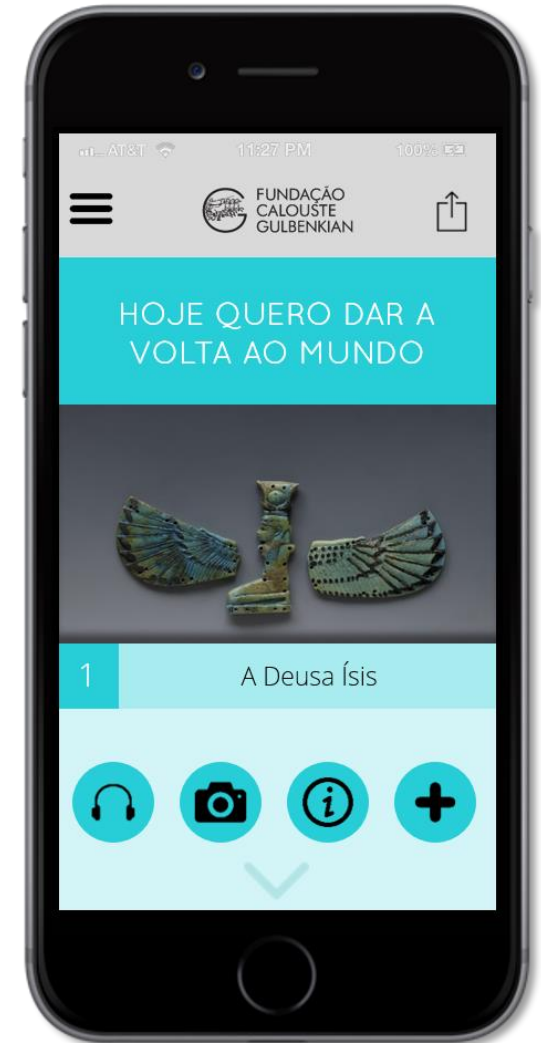 AT&T 11:27 PM 100%
FUNDAÇÃO
CALOUSTE
GULBENKIAN
HOJE QUERO DAR A
VOLTA AO MUNDO
1 A Deusa Ísis